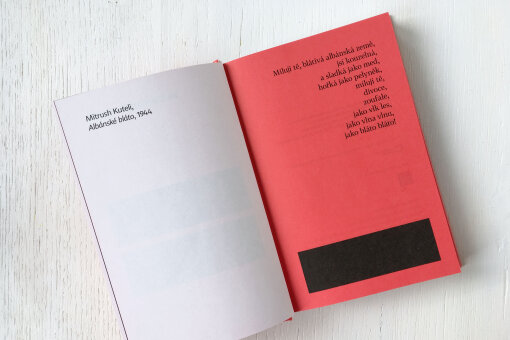 Mitrush Kuteli,
Albánské bláto, 1944
Miluji tě, blátivá albánská země,
jsi kouzelná,
a sladká jako med,
hořká jako pelyněk,
miluji tě,
divoce,
zoufale,
jako vlk les,
jako vlna vlnu,
jako bláto bláto!